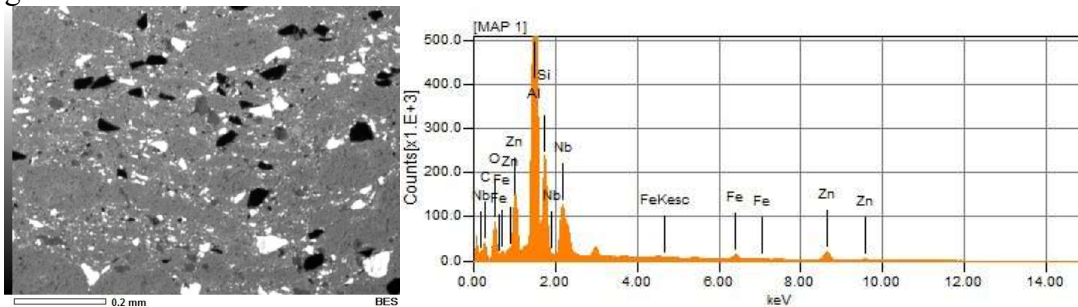 [MAP 1]
500.0
400.0
300.0
200.0
100.0
0.0
Counts[x1.E+3]
Si
Al
Zn
Nb
O
Zn
C
Fe
Nb
Fe
Nb
FeKesc
Fe
Fe
Zn
Zn
0.00
2.00
4.00
6.00
8.00
10.00
12.00
14.00
keV
0.2 mm
BES